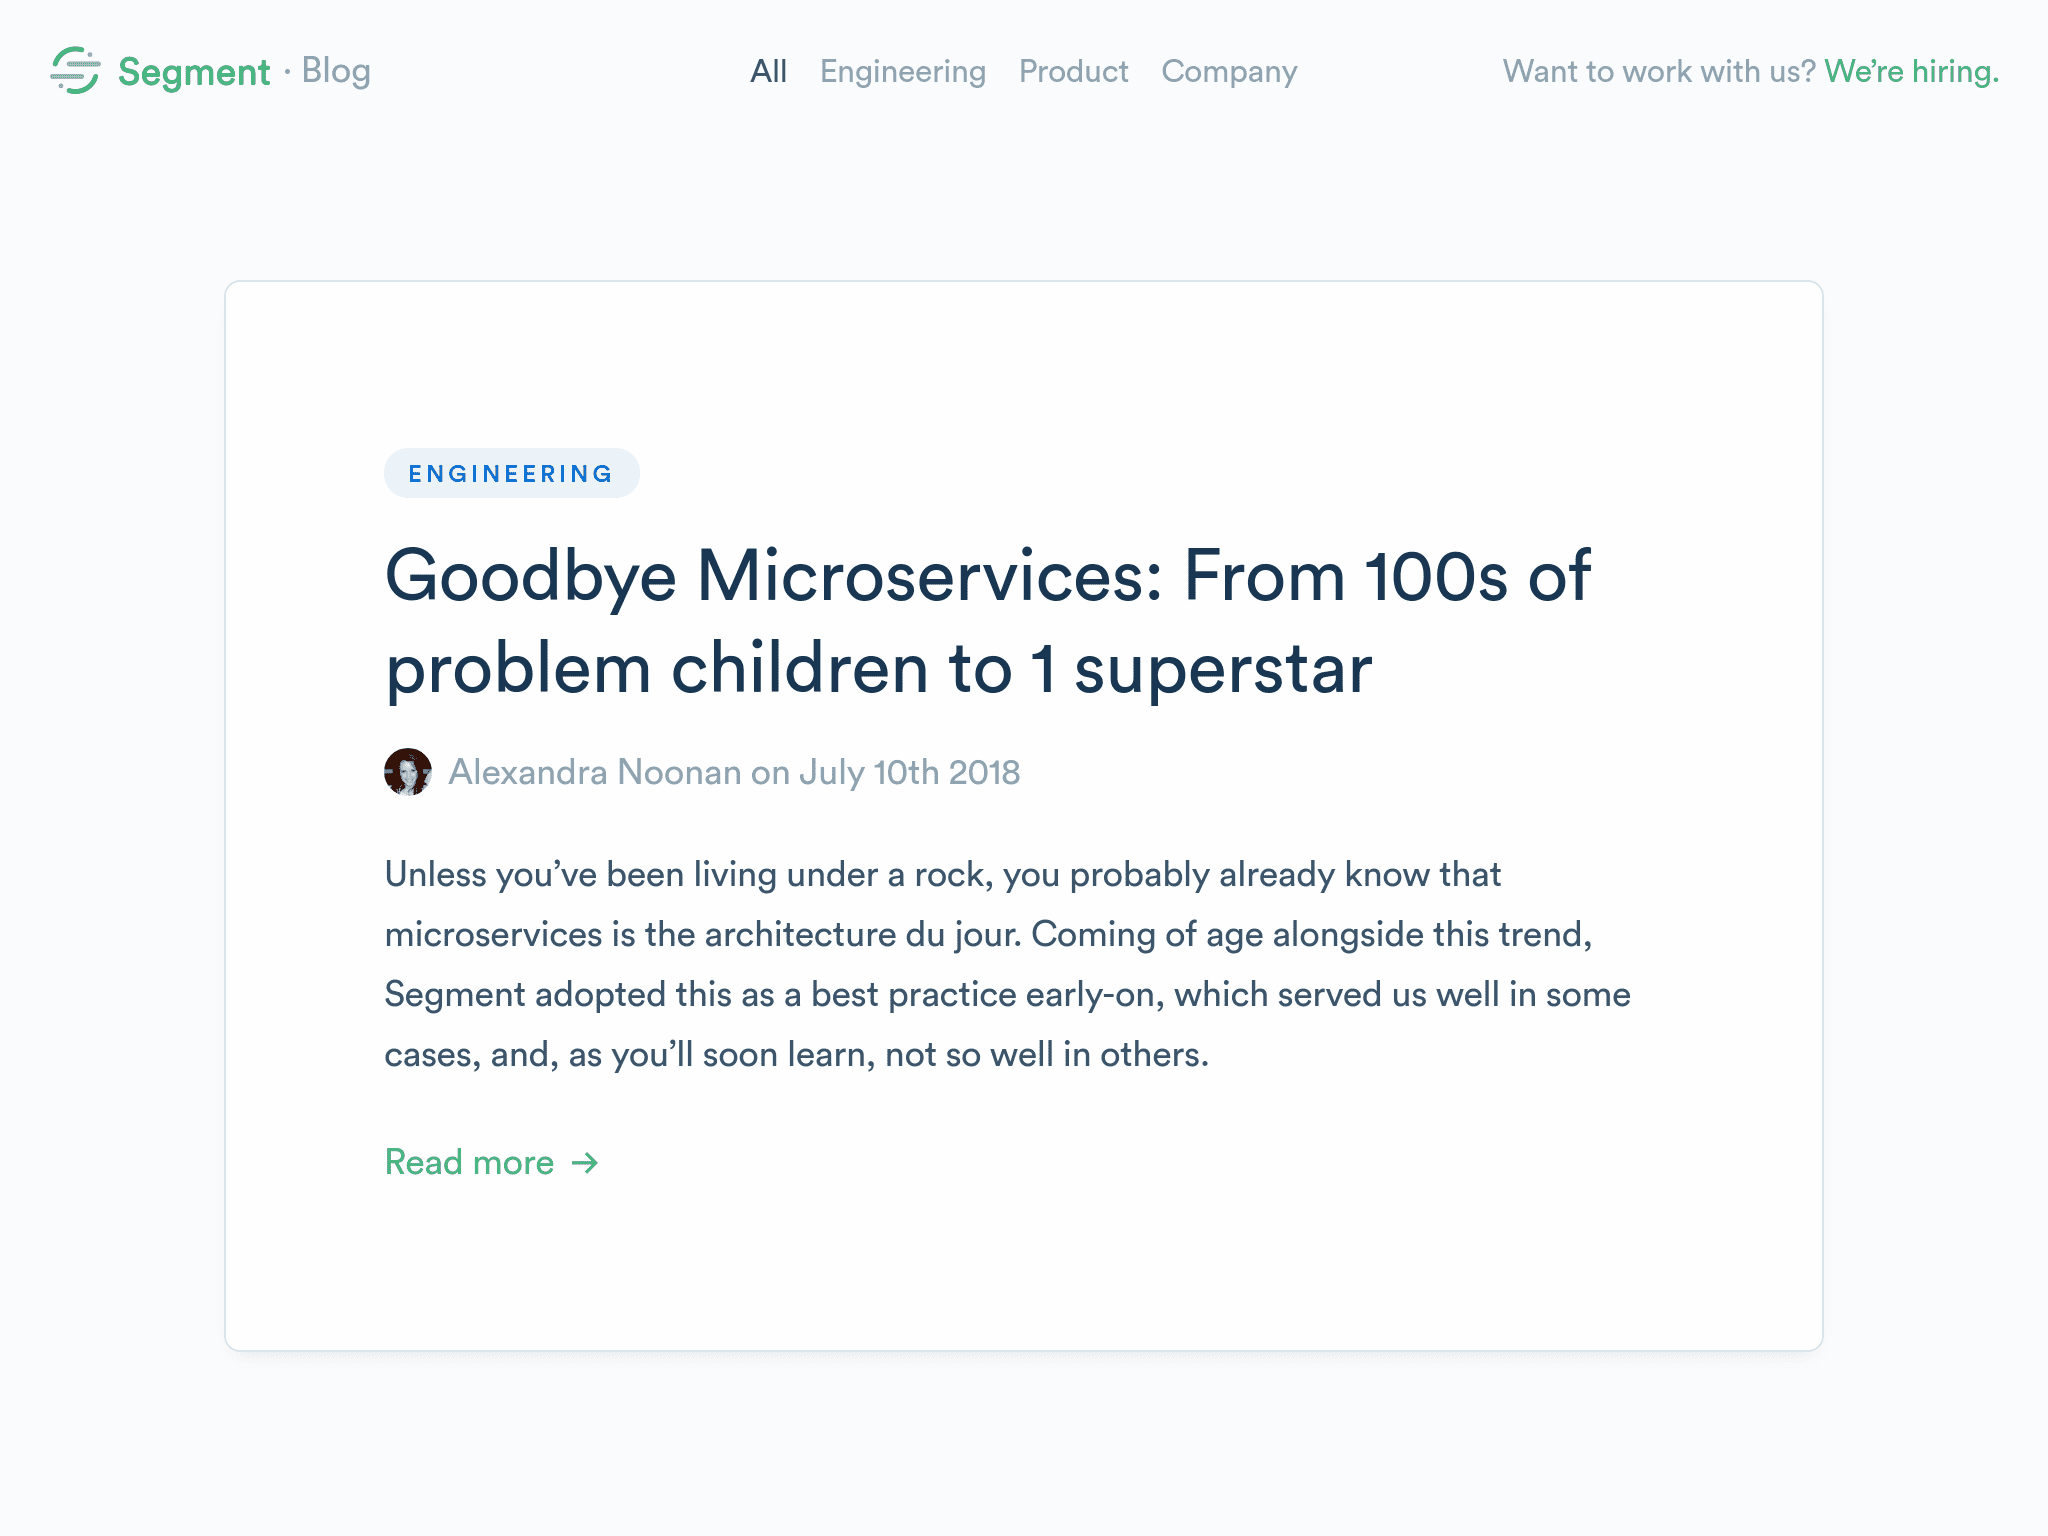 Segment · Blog
All Engineering Product Company
Want to work with us? We’re hiring.
ENGINEERING
Goodbye Microservices: From 100s of
problem children to 1 superstar
Alexandra Noonan on July 10th 2018
Unless you’ve been living under a rock, you probably already know that
microservices is the architecture du jour. Coming of age alongside this trend,
Segment adopted this as a best practice early-on, which served us well in some
cases, and, as you’ll soon learn, not so well in others.
Read more →